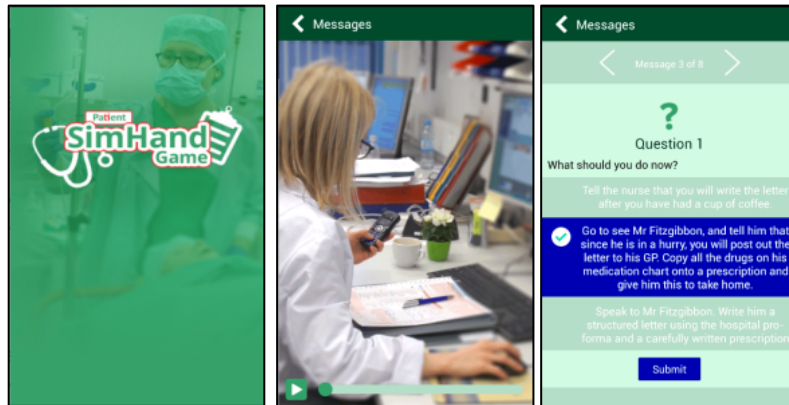 Patient
SimHand
Game
Messages
Messages
Message 3 of 8
?
Question 1
What should you do now?
Tell the nurse that you will write the letter
after you have had a cup of coffee.
Go to see Mr Fitzgibbon, and tell him that
since he is in a hurry, you will post out the
letter to his GP. Copy all the drugs on his
medication chart onto a prescription and
give him this to take home.
Speak to Mr Fitzgibbon. Write him a
structured letter using the hospital pro-
forma and a carefully written prescription
Submit